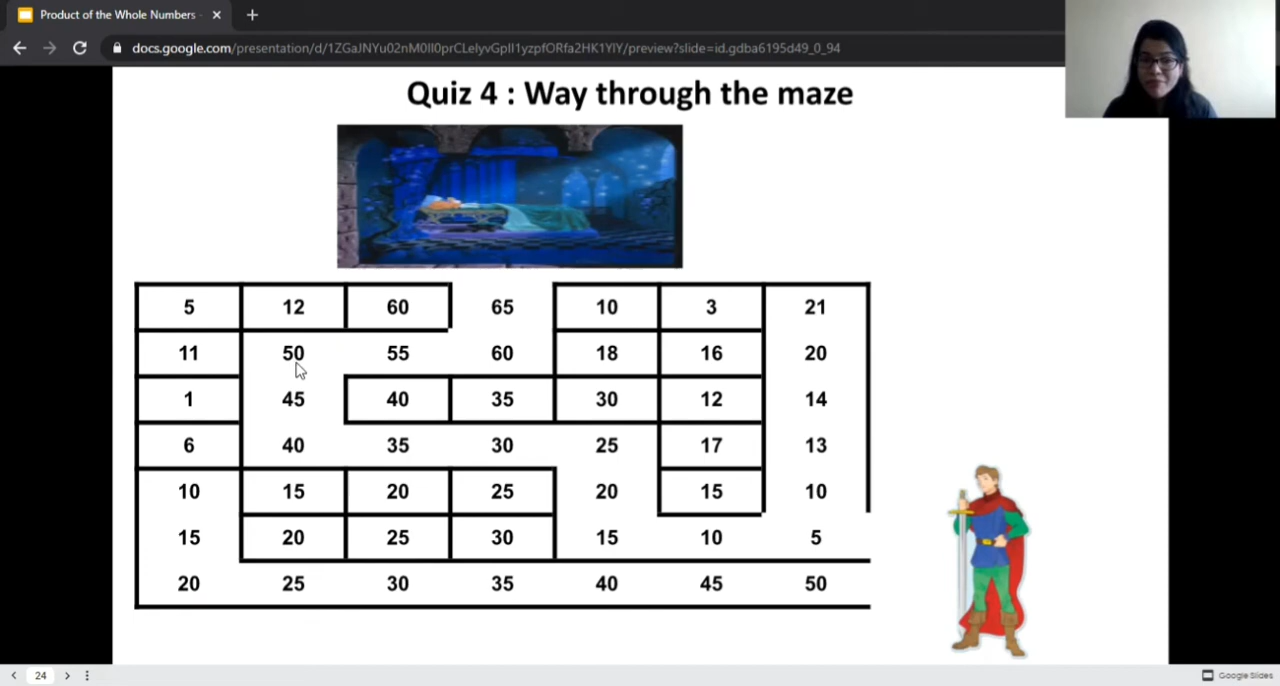 Product of the Whole Numbers -
docs.google.com/presentation/d/1ZGaJNYu02nM0Il0prCLeIyvGpIl1yzpfORfa2HK1YlY/preview?slide=id.gdba6195d49_0_94
Quiz 4 : Way through the maze
5 12 60 65 10 3 21
11 50 55 60 18 16 20
1 45 40 35 30 12 14
6 40 35 30 25 17 13
10 15 20 25 20 15 10
15 20 25 30 15 10 5
20 25 30 35 40 45 50
24
Google Slides